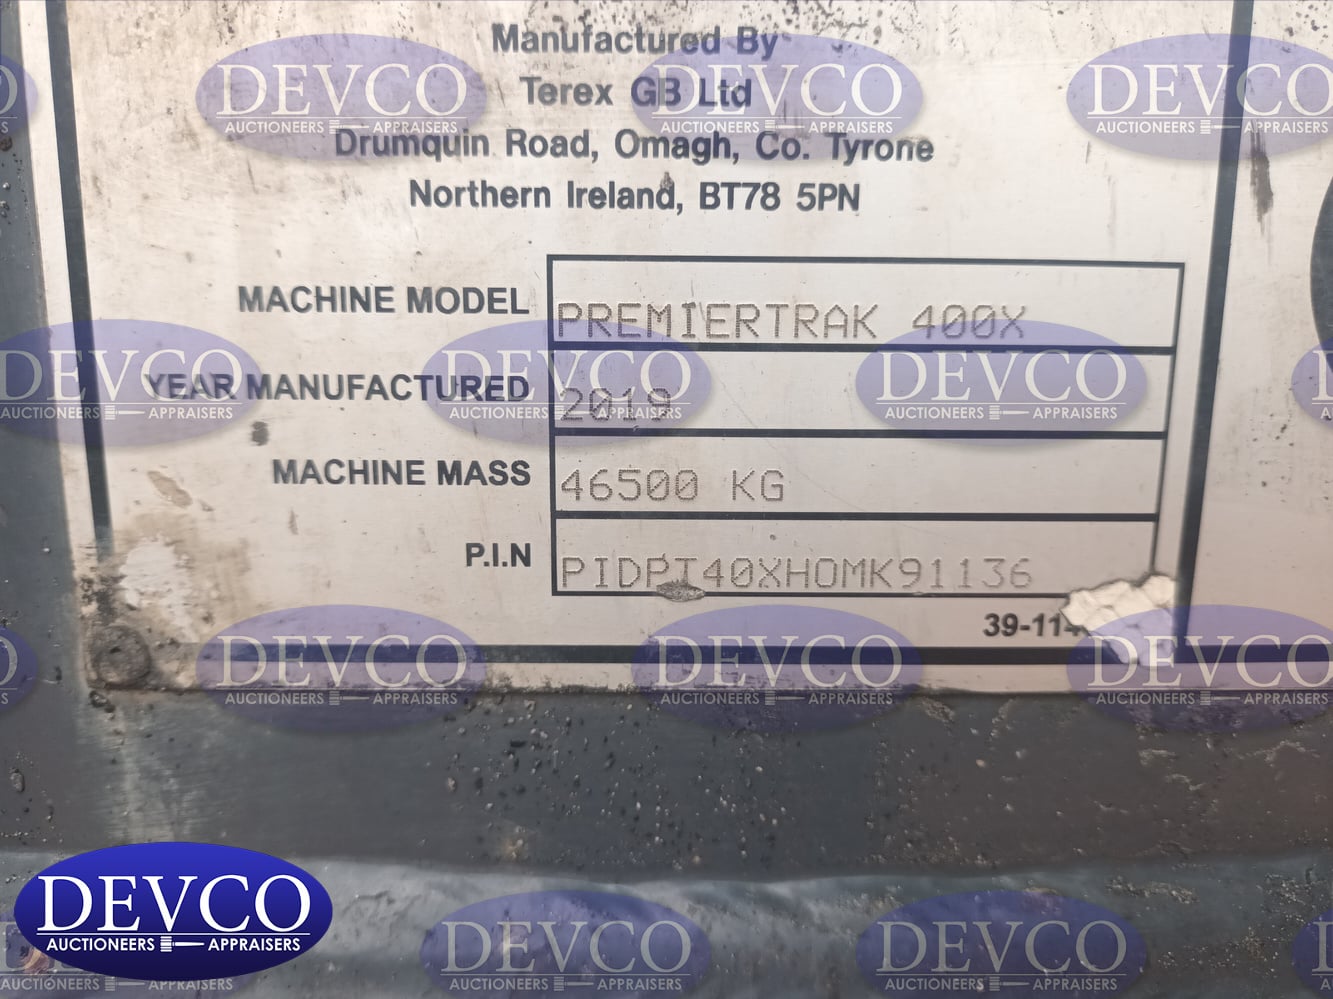 Manufactured By
Terex GB Ltd
Drumquin Road, Omagh, Co. Tyrone
Northern Ireland, BT78 5PN
MACHINE MODEL PREMIERTRAK 400X
YEAR MANUFACTURED 2019
MACHINE MASS 46500 KG
P.I.N PIDPT40XHOMK91136
DEVCO
AUCTIONEERS APPRAISERS